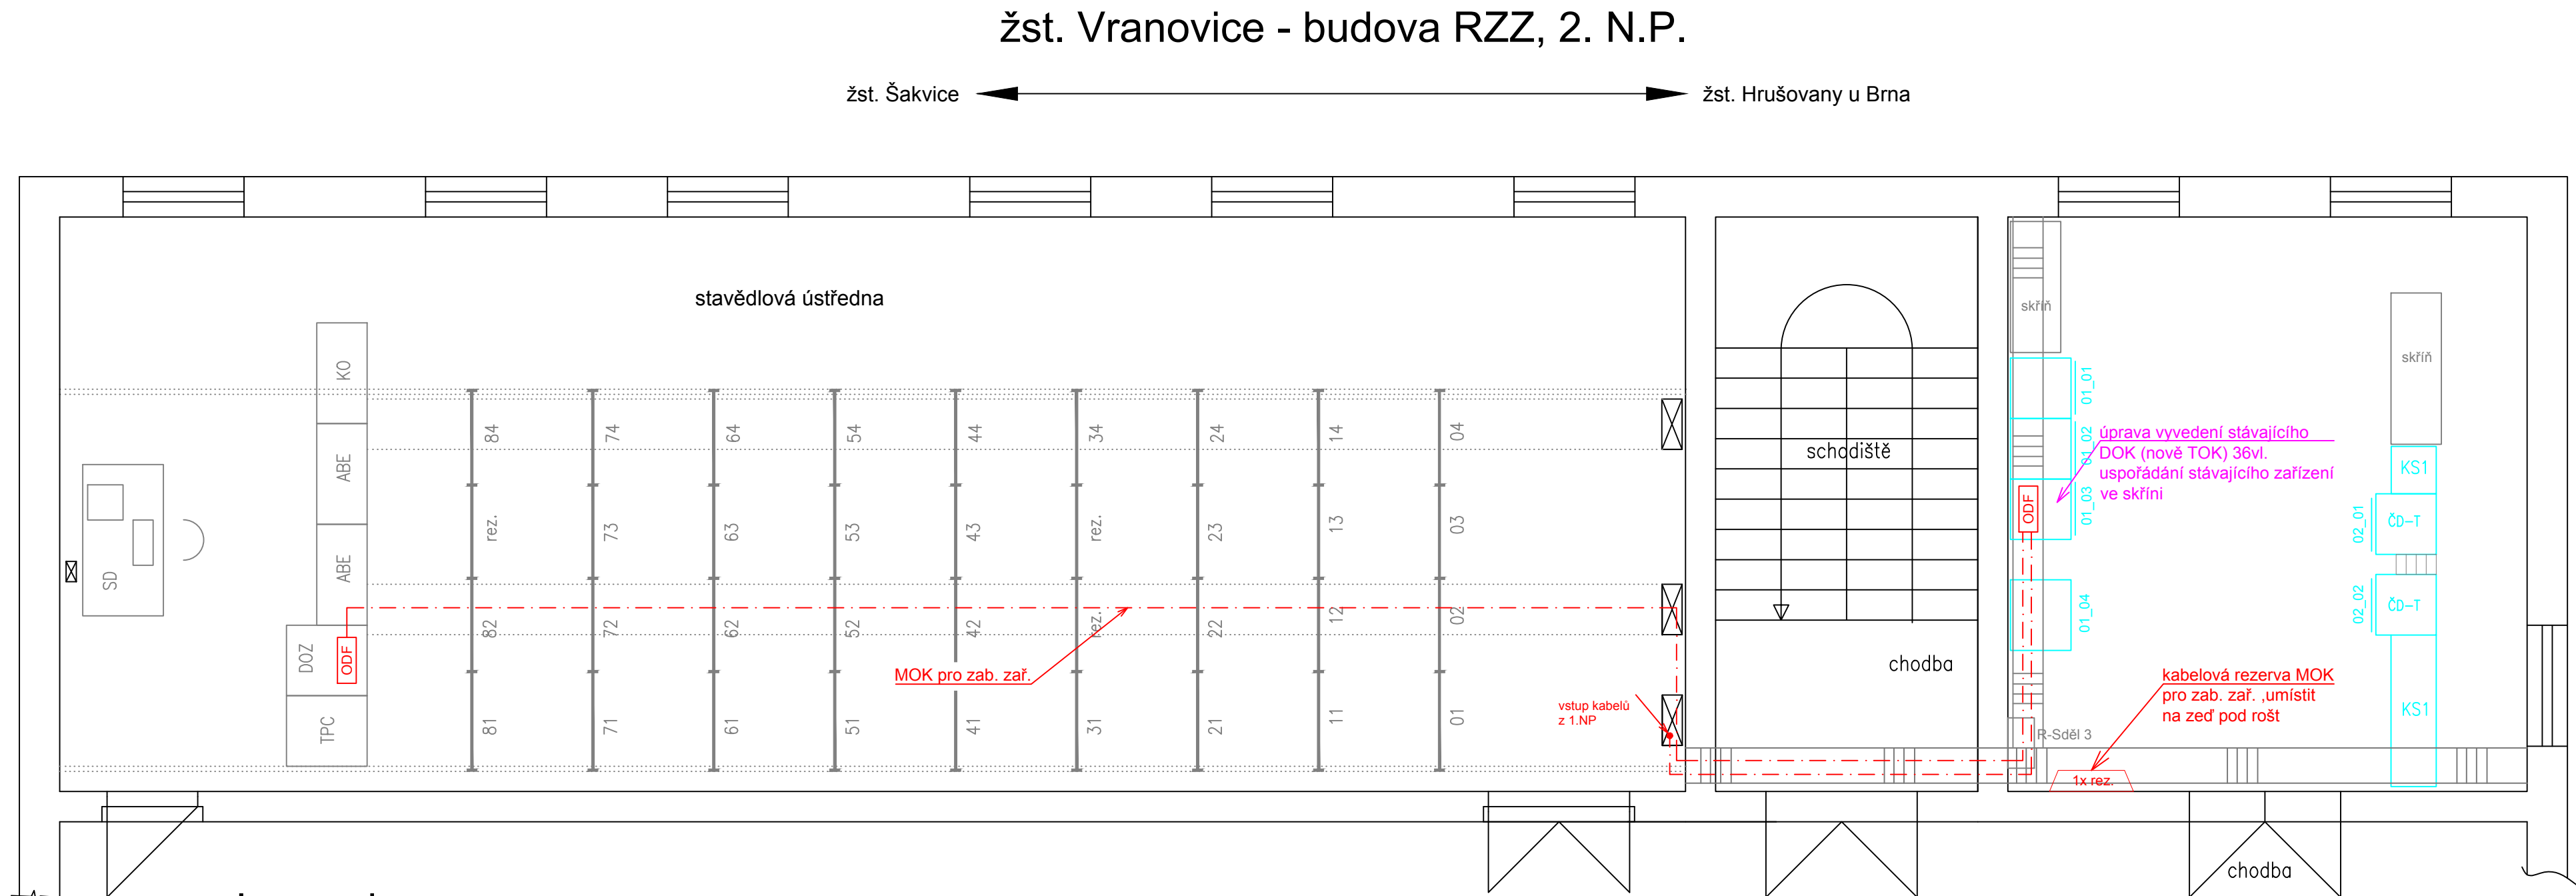 žst. Vranovice - budova RZZ, 2. N.P.
žst. Šakvice
žst. Hrušovany u Brna
stavědlová ústředna
KO
ABE
ABE
DOZ
ODF
TPC
SD
84
rez.
82
81
74
73
72
71
64
63
62
61
54
53
52
51
44
43
42
41
34
rez.
rez.
31
24
23
22
21
14
13
12
11
04
03
02
01
MOK pro zab. zař.
vstup kabelů
z 1.NP
schodiště
chodba
skříň
01_01
01_02
01_03
01_04
ODF
úprava vyvedení stávajícího
DOK (nově TOK) 36vl.
uspořádání stávajícího zařízení
ve skříni
skříň
KS1
02_01
ČD-T
02_02
ČD-T
KS1
kabelová rezerva MOK
pro zab. zař. ,umístit
na zeď pod rošt
R-Sděl 3
1x rez.
chodba